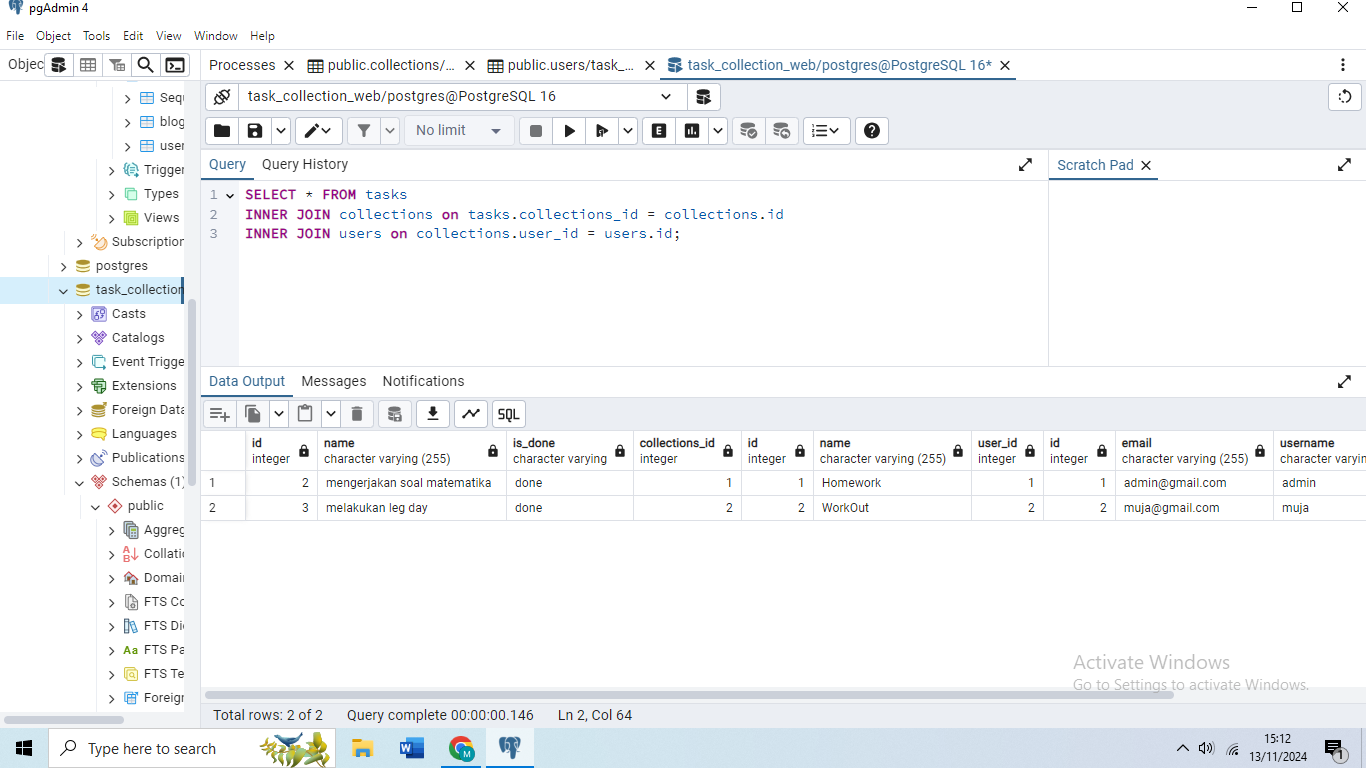 pgAdmin 4
File Object Tools Edit View Window Help
Objec
Processes
public.collections/...
public.users/task_...
task_collection_web/postgres@PostgreSQL 16*
task_collection_web/postgres@PostgreSQL 16
No limit
E
Query Query History
Scratch Pad
1 SELECT * FROM tasks
2 INNER JOIN collections on tasks.collections_id = collections.id
3 INNER JOIN users on collections.user_id = users.id;
Sequ
blog
user
Trigger
Types
Views
Subscription
postgres
task_collection
Casts
Catalogs
Event Trigge
Extensions
Foreign Data
Languages
Publications
Schemas (1)
public
Aggreg
Collatio
Domain
FTS Co
FTS Di
Aa FTS Pa
FTS Te
Foreign
Data Output Messages Notifications
SQL
id name is_done collections_id id name user_id id email username
integer character varying (255) character varying integer integer character varying (255) integer integer character varying (255) character varyin
1 2 mengerjakan soal matematika done 1 1 Homework 1 1 admin@gmail.com admin
2 3 melakukan leg day done 2 2 WorkOut 2 2 muja@gmail.com muja
Activate Windows
Go to Settings to activate Windows.
Total rows: 2 of 2 Query complete 00:00:00.146 Ln 2, Col 64
Type here to search
15:12
13/11/2024
1